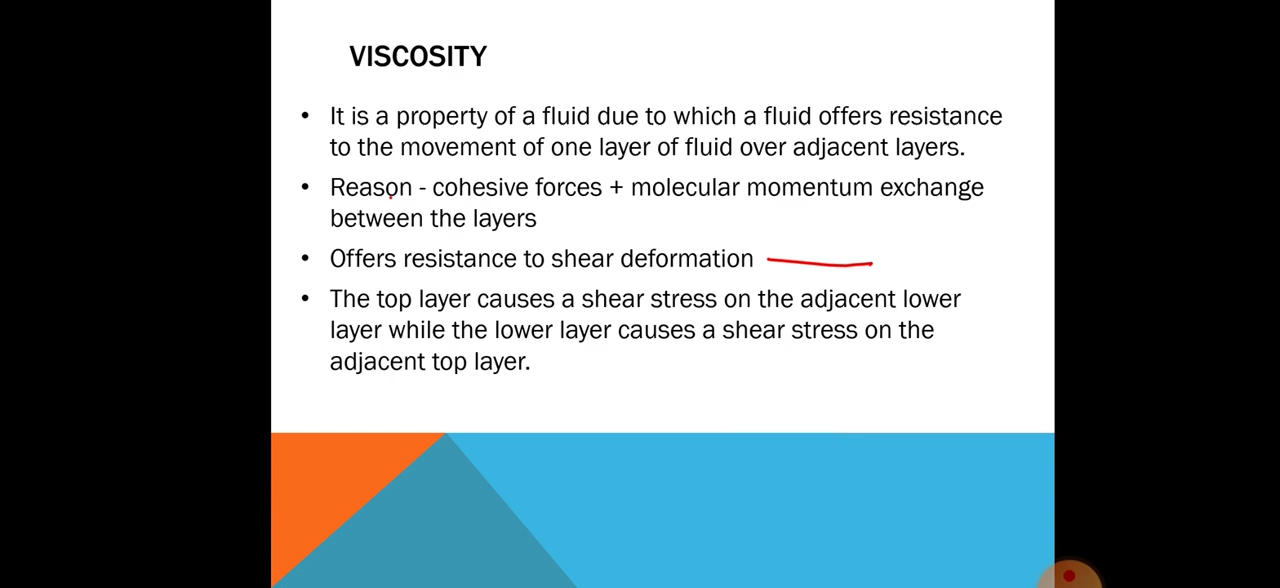 VISCOSITY
• It is a property of a fluid due to which a fluid offers resistance
to the movement of one layer of fluid over adjacent layers.
• Reason - cohesive forces + molecular momentum exchange
between the layers
• Offers resistance to shear deformation
• The top layer causes a shear stress on the adjacent lower
layer while the lower layer causes a shear stress on the
adjacent top layer.